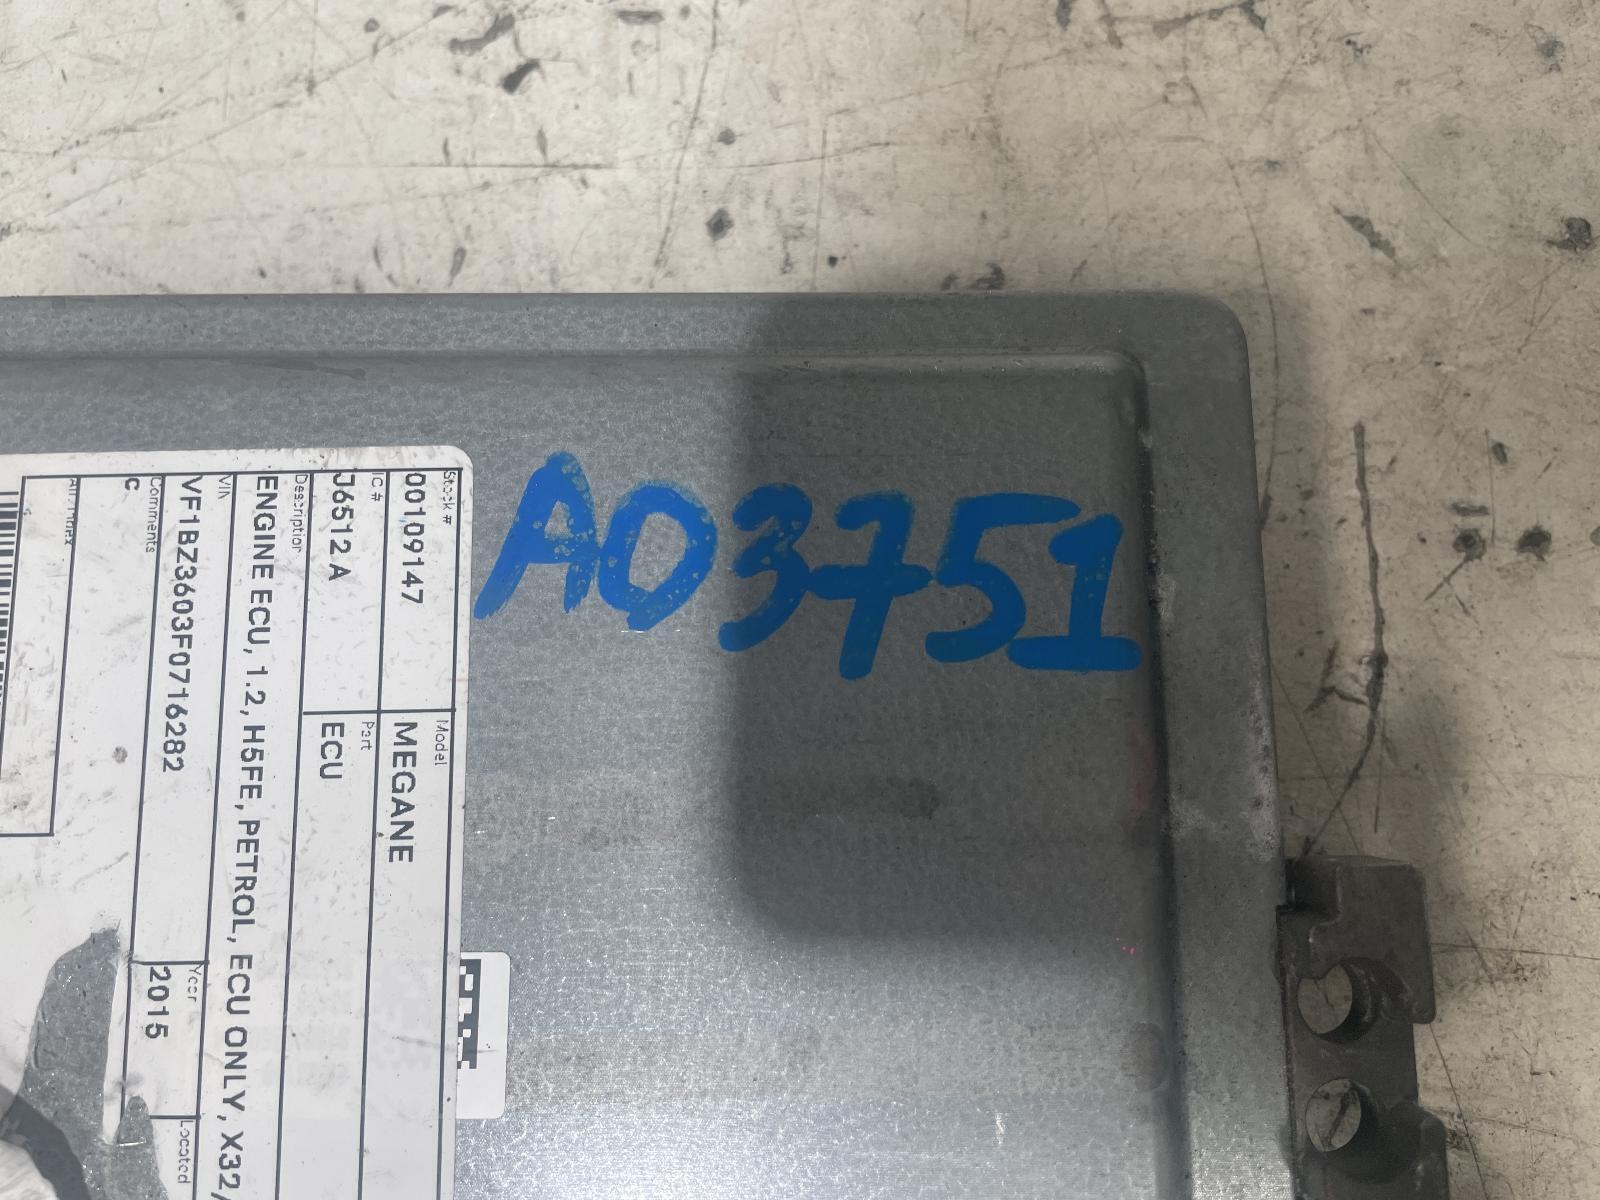 A03751
Stock #
00109147
Model
MEGANE
IC #
J6512A
Part
ECU
Description
ENGINE ECU, 1.2, H5FE, PETROL, ECU ONLY, X32/
VIN
VF1BZ3603F0716282
Year
2015
Located
Comments
C